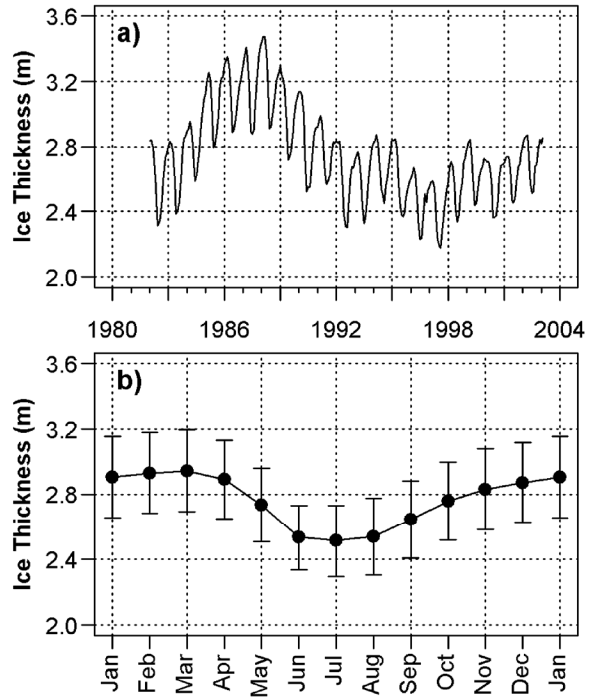 a)
Ice Thickness (m)
3.6
3.2
2.8
2.4
2.0
1980 1986 1992 1998 2004
b)
Ice Thickness (m)
3.6
3.2
2.8
2.4
2.0
Jan Feb Mar Apr May Jun Jul Aug Sep Oct Nov Dec Jan